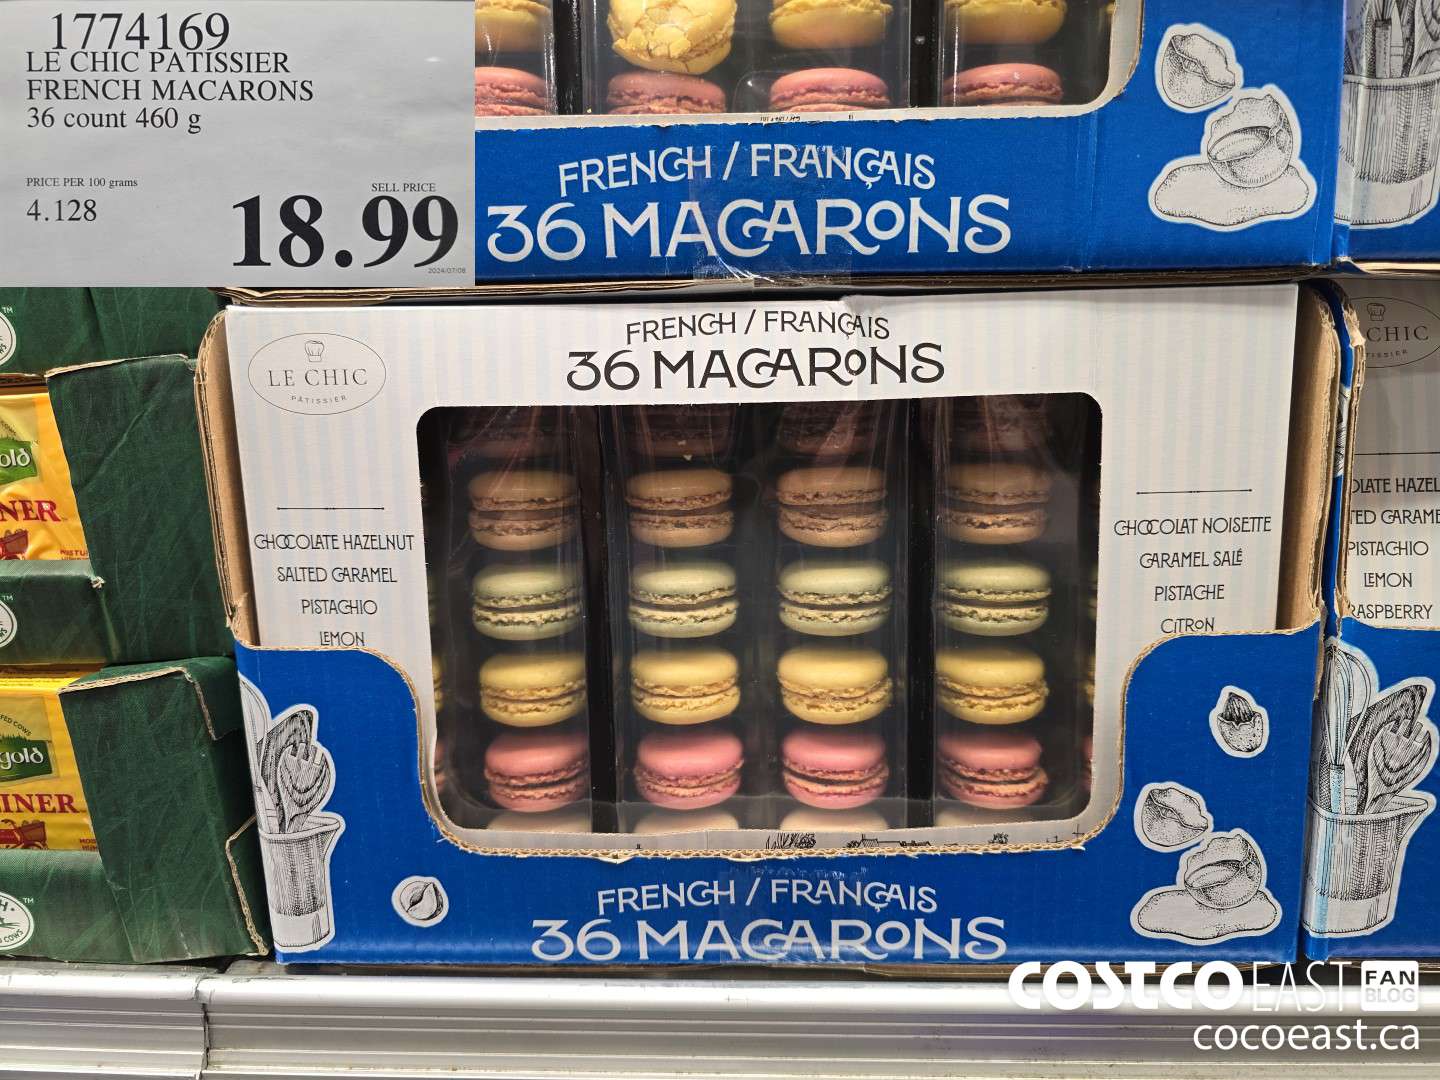 1774169
LE CHIC PATISSIER
FRENCH MACARONS
36 count 460 g
PRICE PER 100 grams
4.128
SELL PRICE
18.99
2024/07/08
FRENCH / FRANÇAIS
36 MACARONS
FRENCH / FRANÇAIS
36 MACARONS
LE CHIC
PÂTISSIER
CHOCOLATE HAZELNUT
SALTED CARAMEL
PISTACHIO
LEMON
CHOCOLAT NOISETTE
CARAMEL SALÉ
PISTACHE
CITRON
FRENCH / FRANÇAIS
36 MACARONS
CHIC
PISTACHIO
LEMON
RASPBERRY
COSTCO EAST FAN BLOG
cocoeast.ca